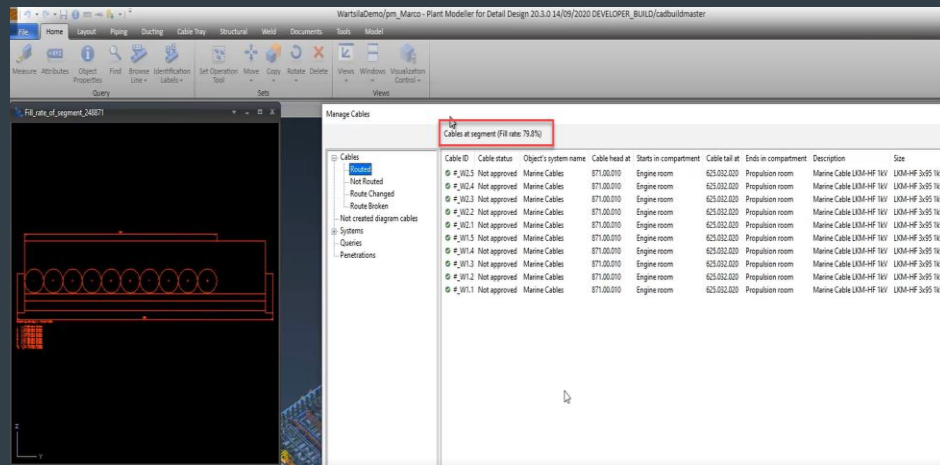 WartsilaDemo/pm_Marco - Plant Modeller for Detail Design 20.3.0 14/09/2020 DEVELOPER_BUILD/cadbuildmaster
File Home Layout Piping Ducting Cable Tray Structural Weld Documents Tools Model
Measure Attributes Object Properties Find Browse Line Identification Labels Set Operation Tool Move Copy Rotate Delete Views Windows Visualization Control
Query Sets Views
Fill_rate_of_segment_248871
Manage Cables
Cables at segment (Fill rate: 79.8%)
Cables
Routed
Not Routed
Route Changed
Route Broken
Not created diagram cables
Systems
Queries
Penetrations
Cable ID Cable status Object's system name Cable head at Starts in compartment Cable tail at Ends in compartment Description Size
#_W2.5 Not approved Marine Cables 871.00.010 Engine room 625.032.020 Propulsion room Marine Cable LKM-HF 1kV LKM-HF 3x95 1k
#_W2.4 Not approved Marine Cables 871.00.010 Engine room 625.032.020 Propulsion room Marine Cable LKM-HF 1kV LKM-HF 3x95 1k
#_W2.3 Not approved Marine Cables 871.00.010 Engine room 625.032.020 Propulsion room Marine Cable LKM-HF 1kV LKM-HF 3x95 1k
#_W2.2 Not approved Marine Cables 871.00.010 Engine room 625.032.020 Propulsion room Marine Cable LKM-HF 1kV LKM-HF 3x95 1k
#_W2.1 Not approved Marine Cables 871.00.010 Engine room 625.032.020 Propulsion room Marine Cable LKM-HF 1kV LKM-HF 3x95 1k
#_W1.5 Not approved Marine Cables 871.00.010 Engine room 625.032.020 Propulsion room Marine Cable LKM-HF 1kV LKM-HF 3x95 1k
#_W1.4 Not approved Marine Cables 871.00.010 Engine room 625.032.020 Propulsion room Marine Cable LKM-HF 1kV LKM-HF 3x95 1k
#_W1.3 Not approved Marine Cables 871.00.010 Engine room 625.032.020 Propulsion room Marine Cable LKM-HF 1kV LKM-HF 3x95 1k
#_W1.2 Not approved Marine Cables 871.00.010 Engine room 625.032.020 Propulsion room Marine Cable LKM-HF 1kV LKM-HF 3x95 1k
#_W1.1 Not approved Marine Cables 871.00.010 Engine room 625.032.020 Propulsion room Marine Cable LKM-HF 1kV LKM-HF 3x95 1k
Z
Y